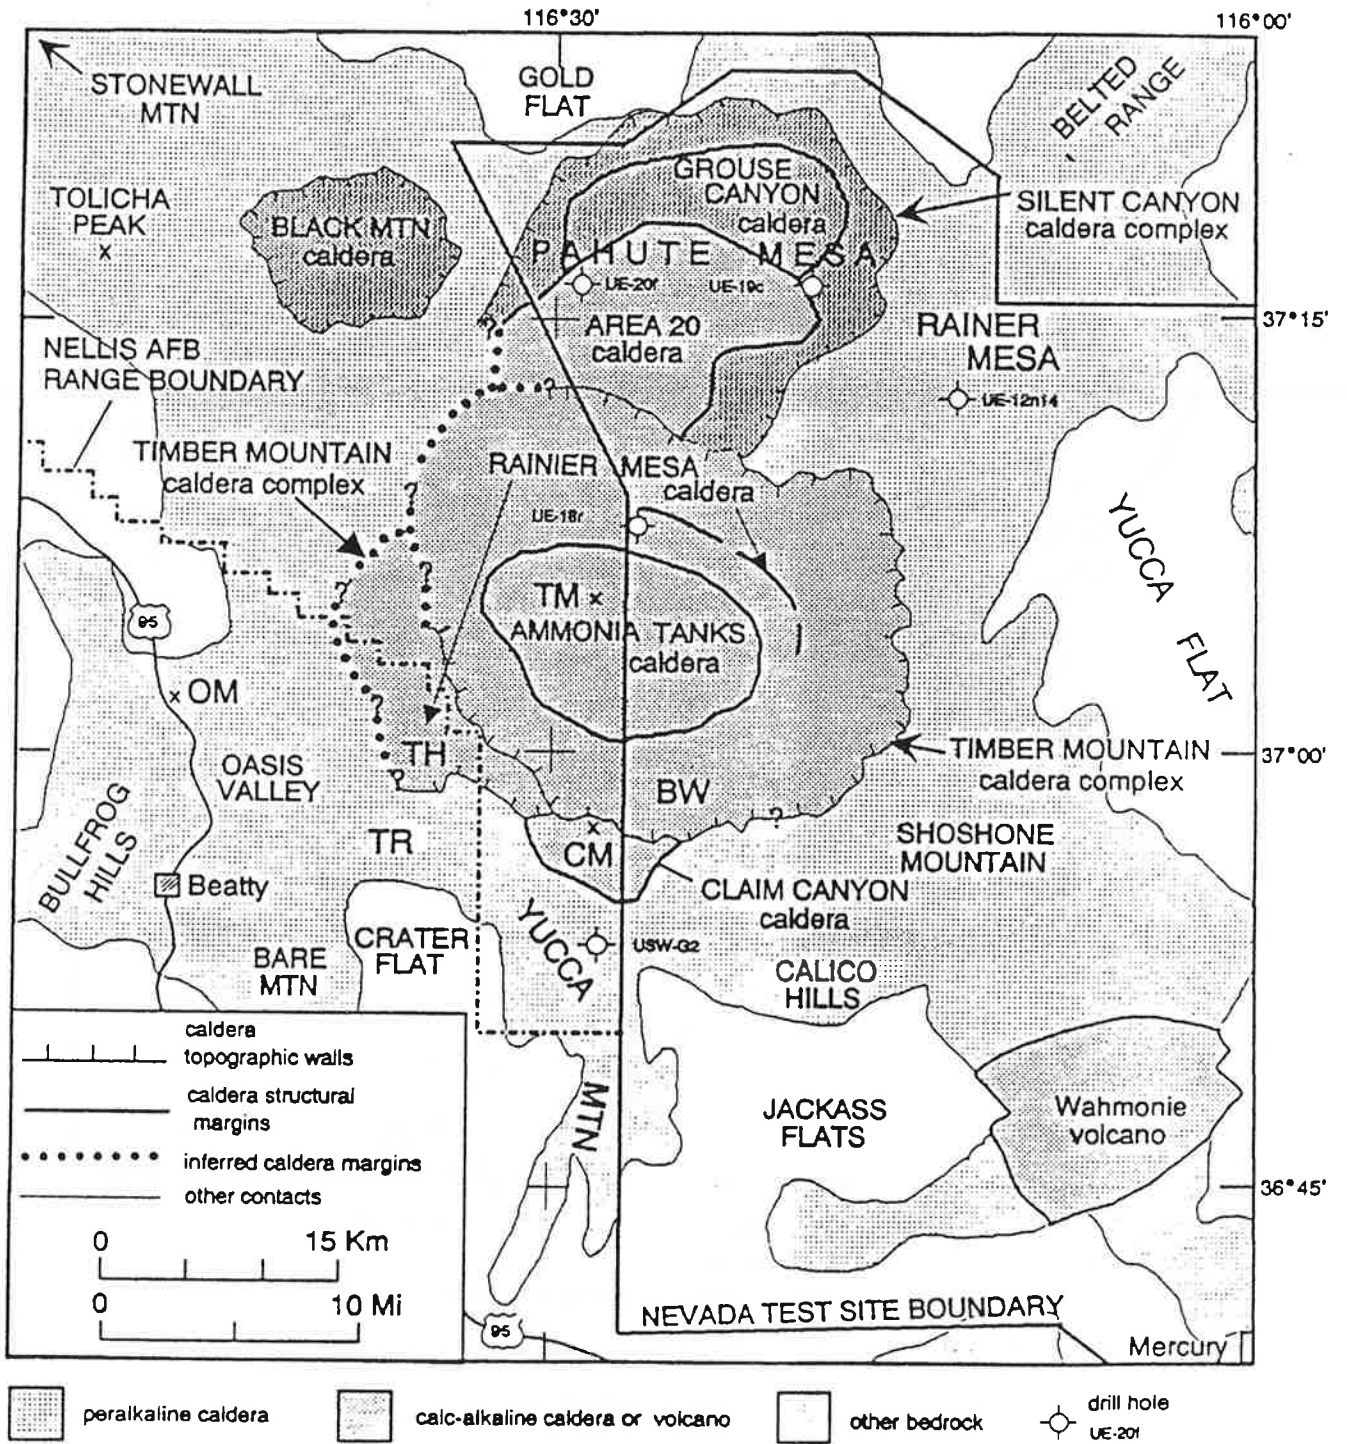 116°30'
116°00'
STONEWALL
MTN
GOLD
FLAT
BELTED
RANGE
TOLICHA
PEAK
x
BLACK MTN
caldera
GROUSE
CANYON
caldera
SILENT CANYON
caldera complex
PAHUTE MESA
UE-20f
UE-19c
AREA 20
caldera
RAINER
MESA
37°15'
NELLIS AFB
RANGE BOUNDARY
UE-12n14
TIMBER MOUNTAIN
caldera complex
RAINIER MESA
caldera
UE-18r
YUCCA
FLAT
TM x
AMMONIA TANKS
caldera
95
x OM
TH
OASIS
VALLEY
BW
TIMBER MOUNTAIN
caldera complex
37°00'
BULLFROG
HILLS
TR
x
CM
SHOSHONE
MOUNTAIN
Beatty
CLAIM CANYON
caldera
YUCCA
MTN
CRATER
FLAT
USW-G2
BARE
MTN
CALICO
HILLS
JACKASS
FLATS
Wahmonie
volcano
36°45'
NEVADA TEST SITE BOUNDARY
95
Mercury
caldera
topographic walls
caldera structural
margins
inferred caldera margins
other contacts
0 15 Km
0 10 Mi
peralkaline caldera
calc-alkaline caldera or volcano
other bedrock
drill hole
UE-20f
? ? ? ? ? ? ? ?